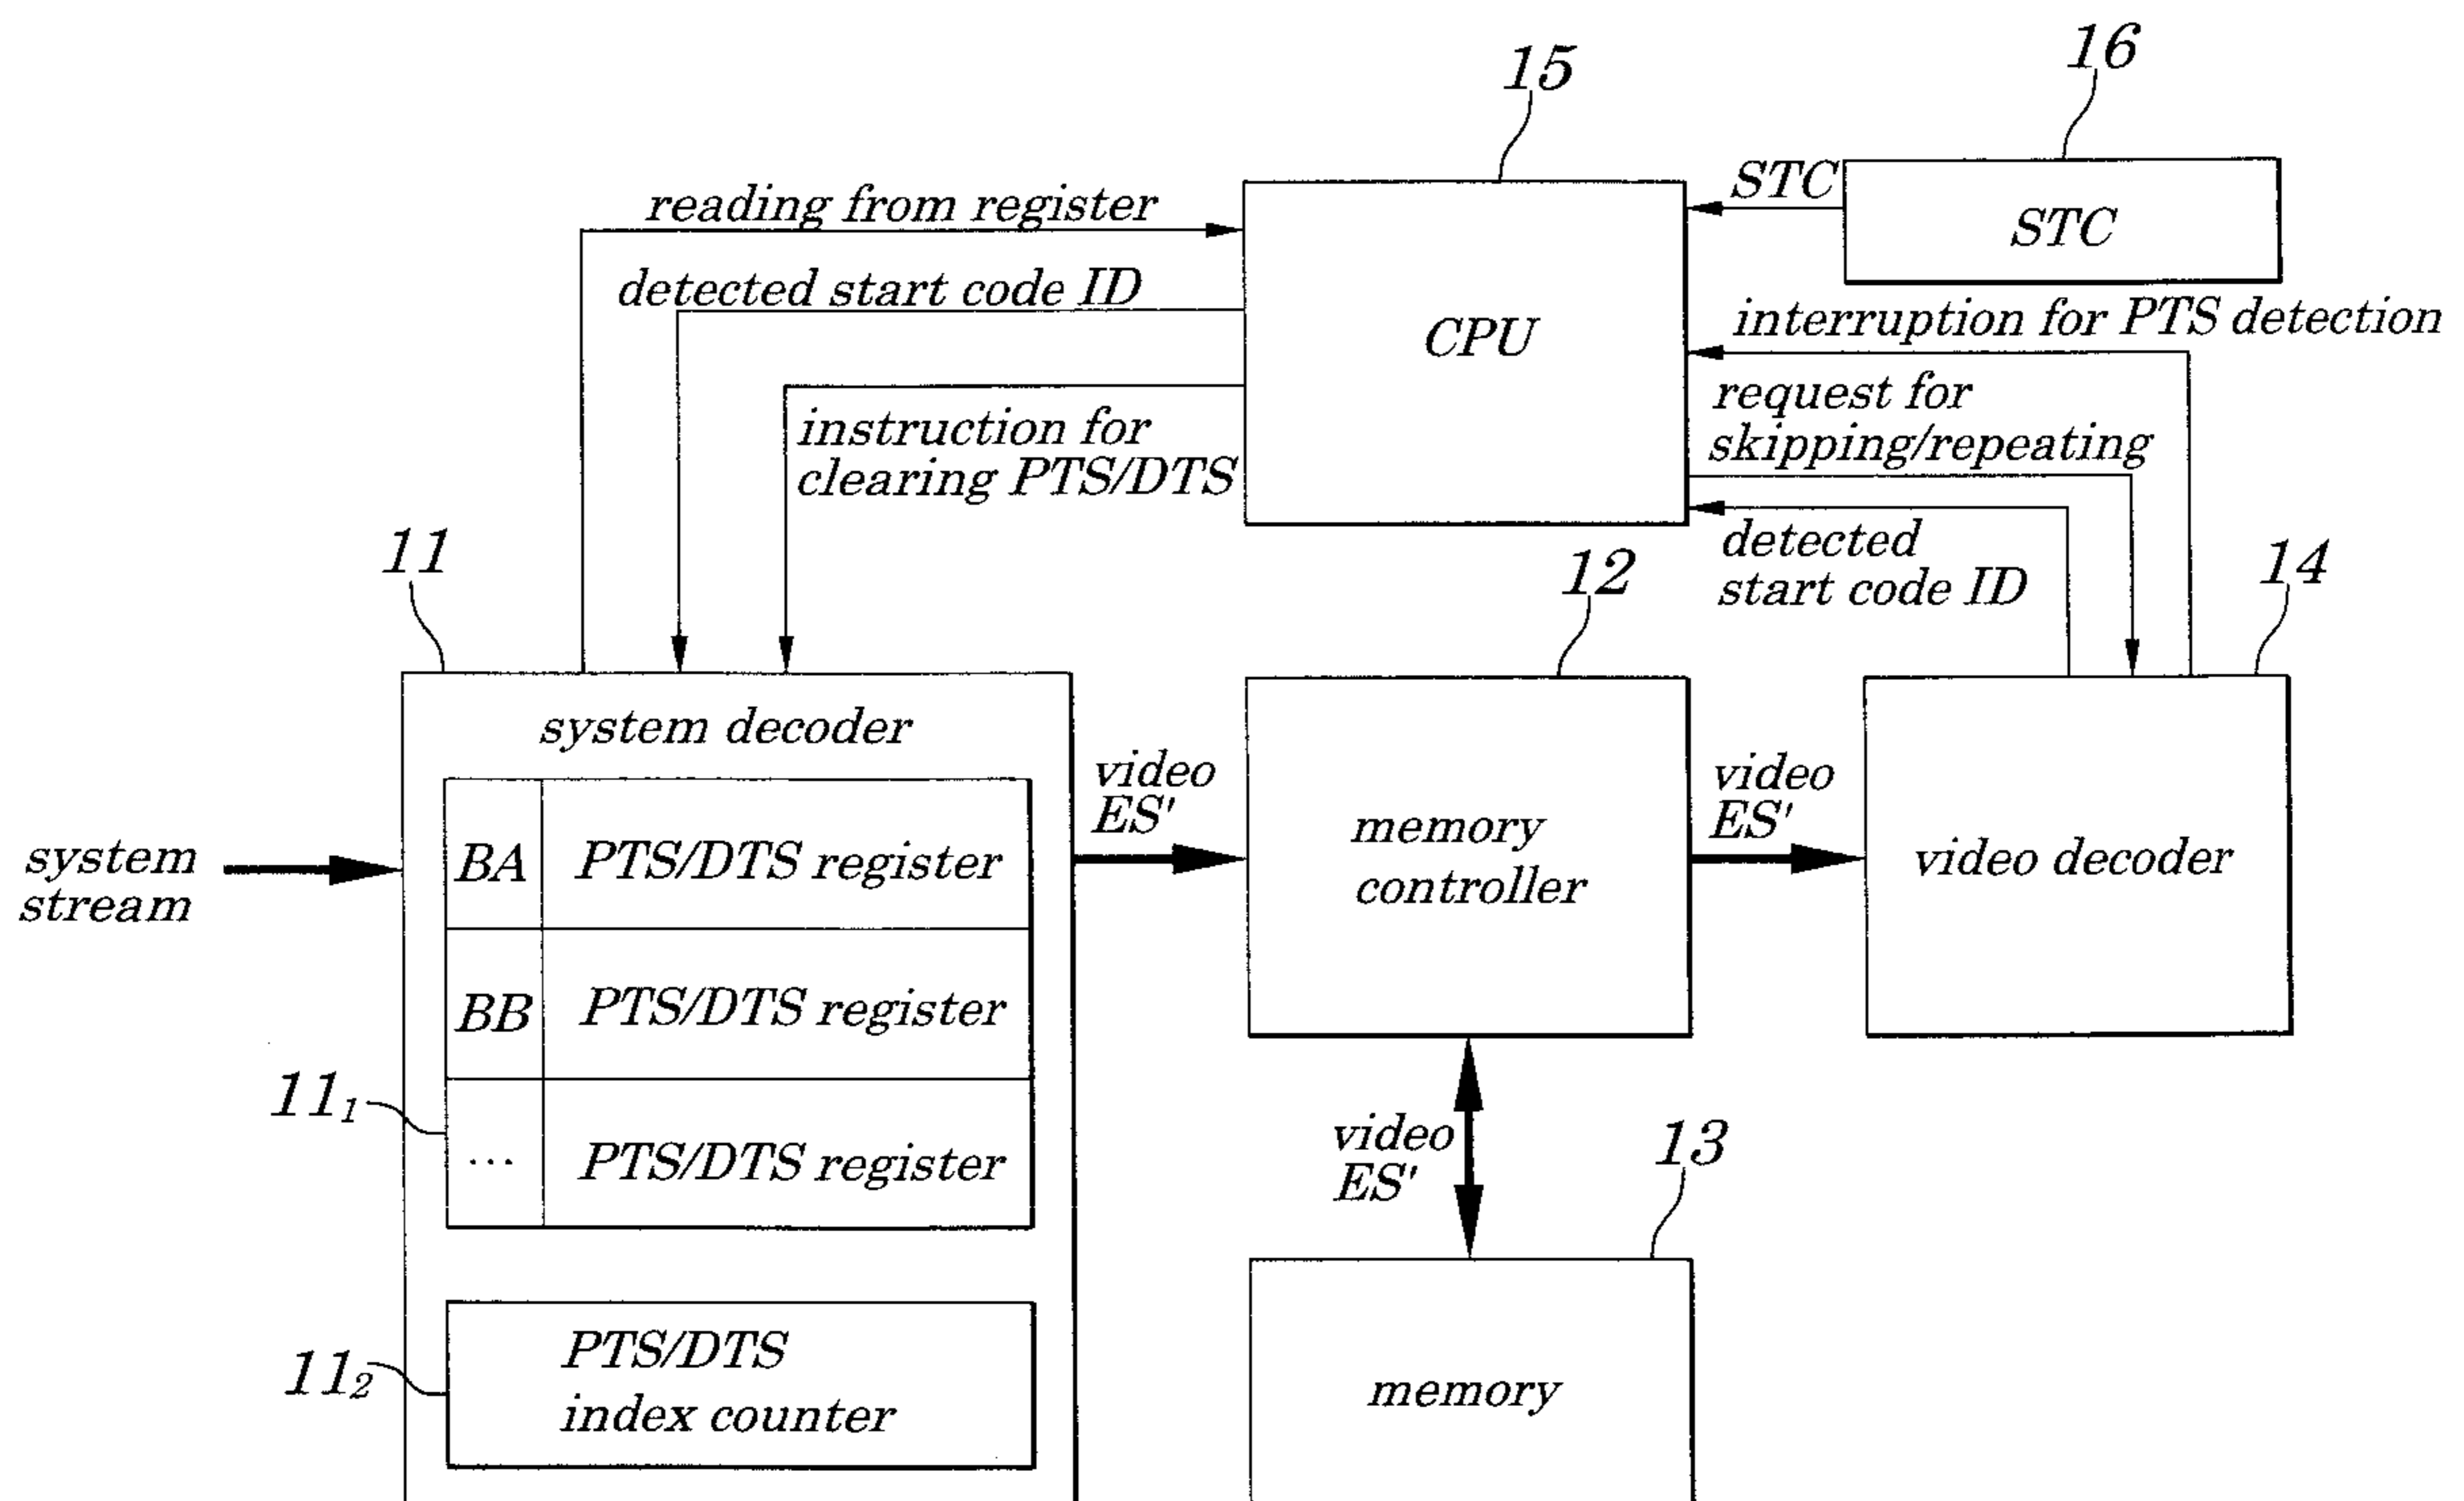 16
15
STC
STC
reading from register
detected start code ID
CPU
interruption for PTS detection
request for
skipping/repeating
instruction for
clearing PTS/DTS
detected
start code ID
11
12
14
system decoder
video
ES'
video
ES'
BA PTS/DTS register
memory
controller
video decoder
system
stream
BB PTS/DTS register
11₁
... PTS/DTS register
video
ES'
13
11₂
PTS/DTS
index counter
memory